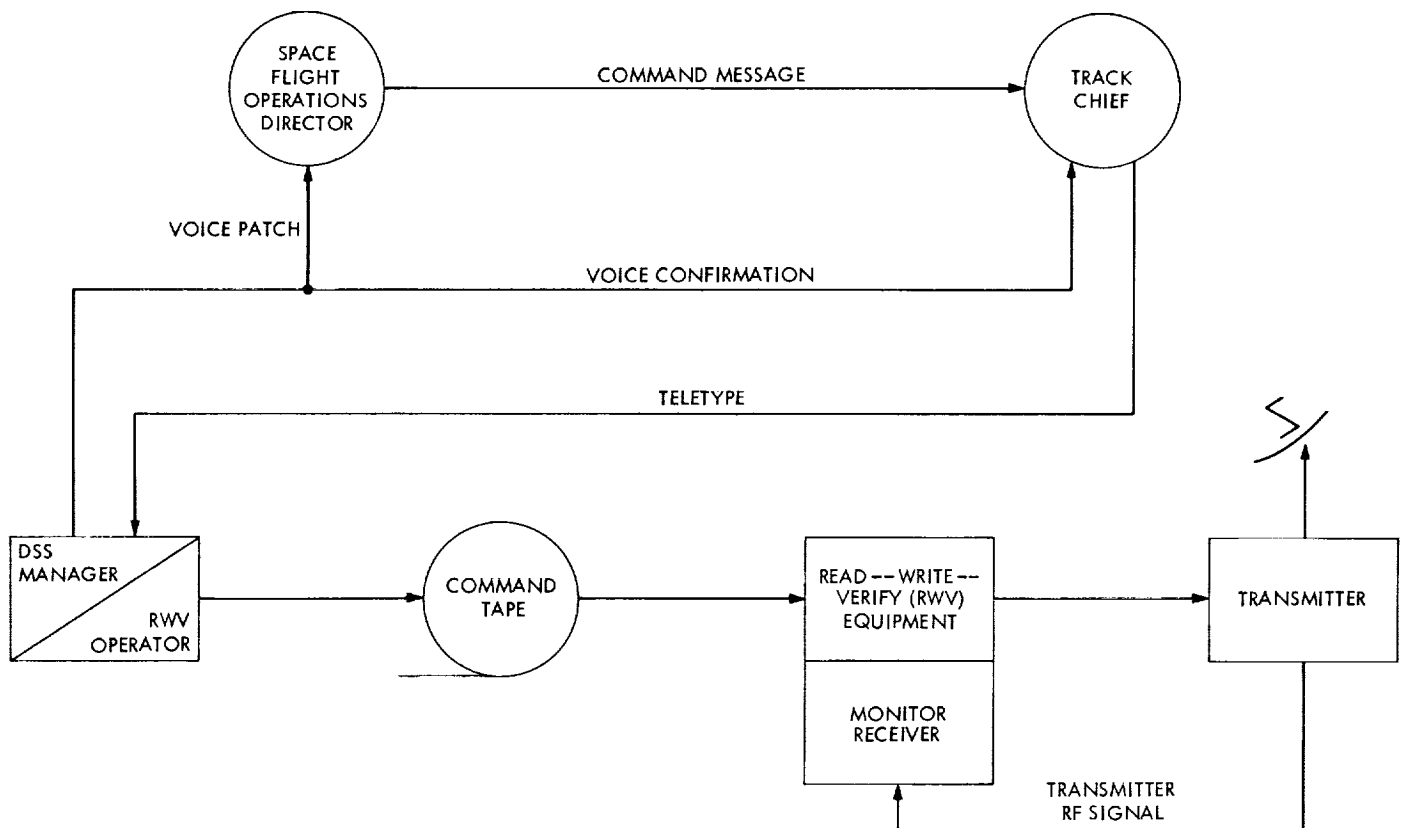 SPACE
FLIGHT
OPERATIONS
DIRECTOR
COMMAND MESSAGE
TRACK
CHIEF
VOICE PATCH
VOICE CONFIRMATION
TELETYPE
DSS
MANAGER
RWV
OPERATOR
COMMAND
TAPE
READ -- WRITE --
VERIFY (RWV)
EQUIPMENT
TRANSMITTER
MONITOR
RECEIVER
TRANSMITTER
RF SIGNAL